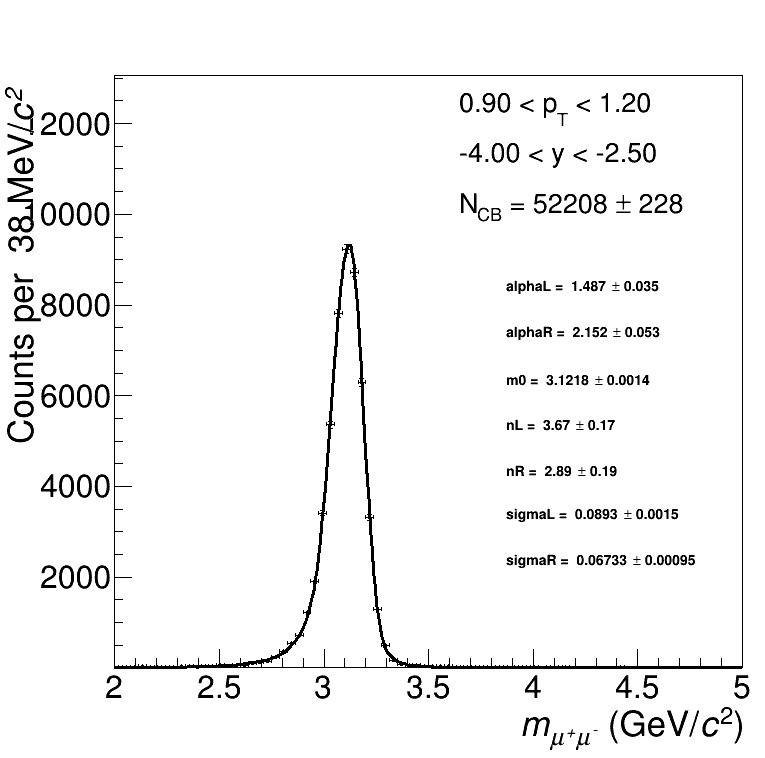 0.90 < p_T < 1.20
-4.00 < y < -2.50
N_CB = 52208 ± 228
alphaL = 1.487 ± 0.035
alphaR = 2.152 ± 0.053
m0 = 3.1218 ± 0.0014
nL = 3.67 ± 0.17
nR = 2.89 ± 0.19
sigmaL = 0.0893 ± 0.0015
sigmaR = 0.06733 ± 0.00095
Counts per 38 MeV/c²
12000
10000
8000
6000
4000
2000
2 2.5 3 3.5 4 4.5 5
m_μ⁺μ⁻ (GeV/c²)